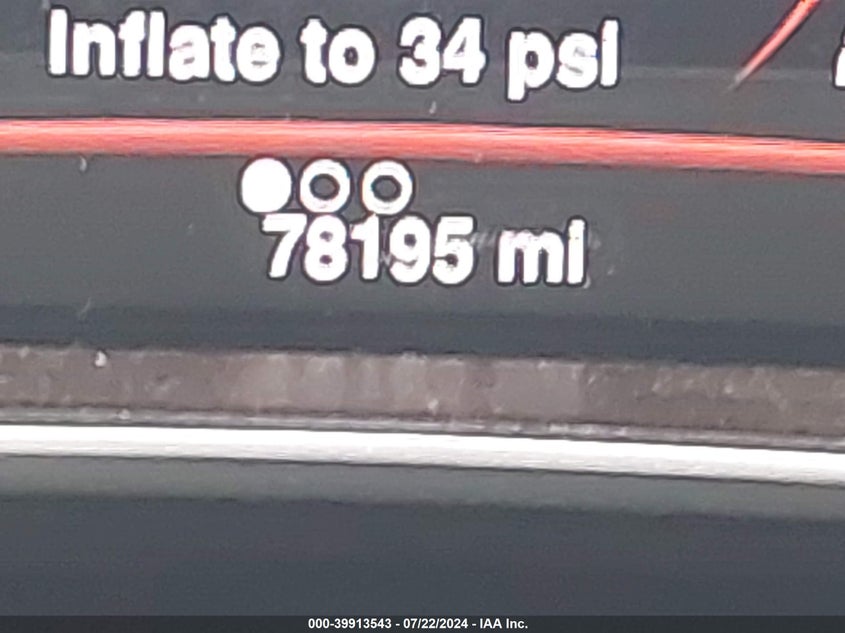 Inflate to 34 psi
78195 mi
000-39913543 - 07/22/2024 - IAA Inc.